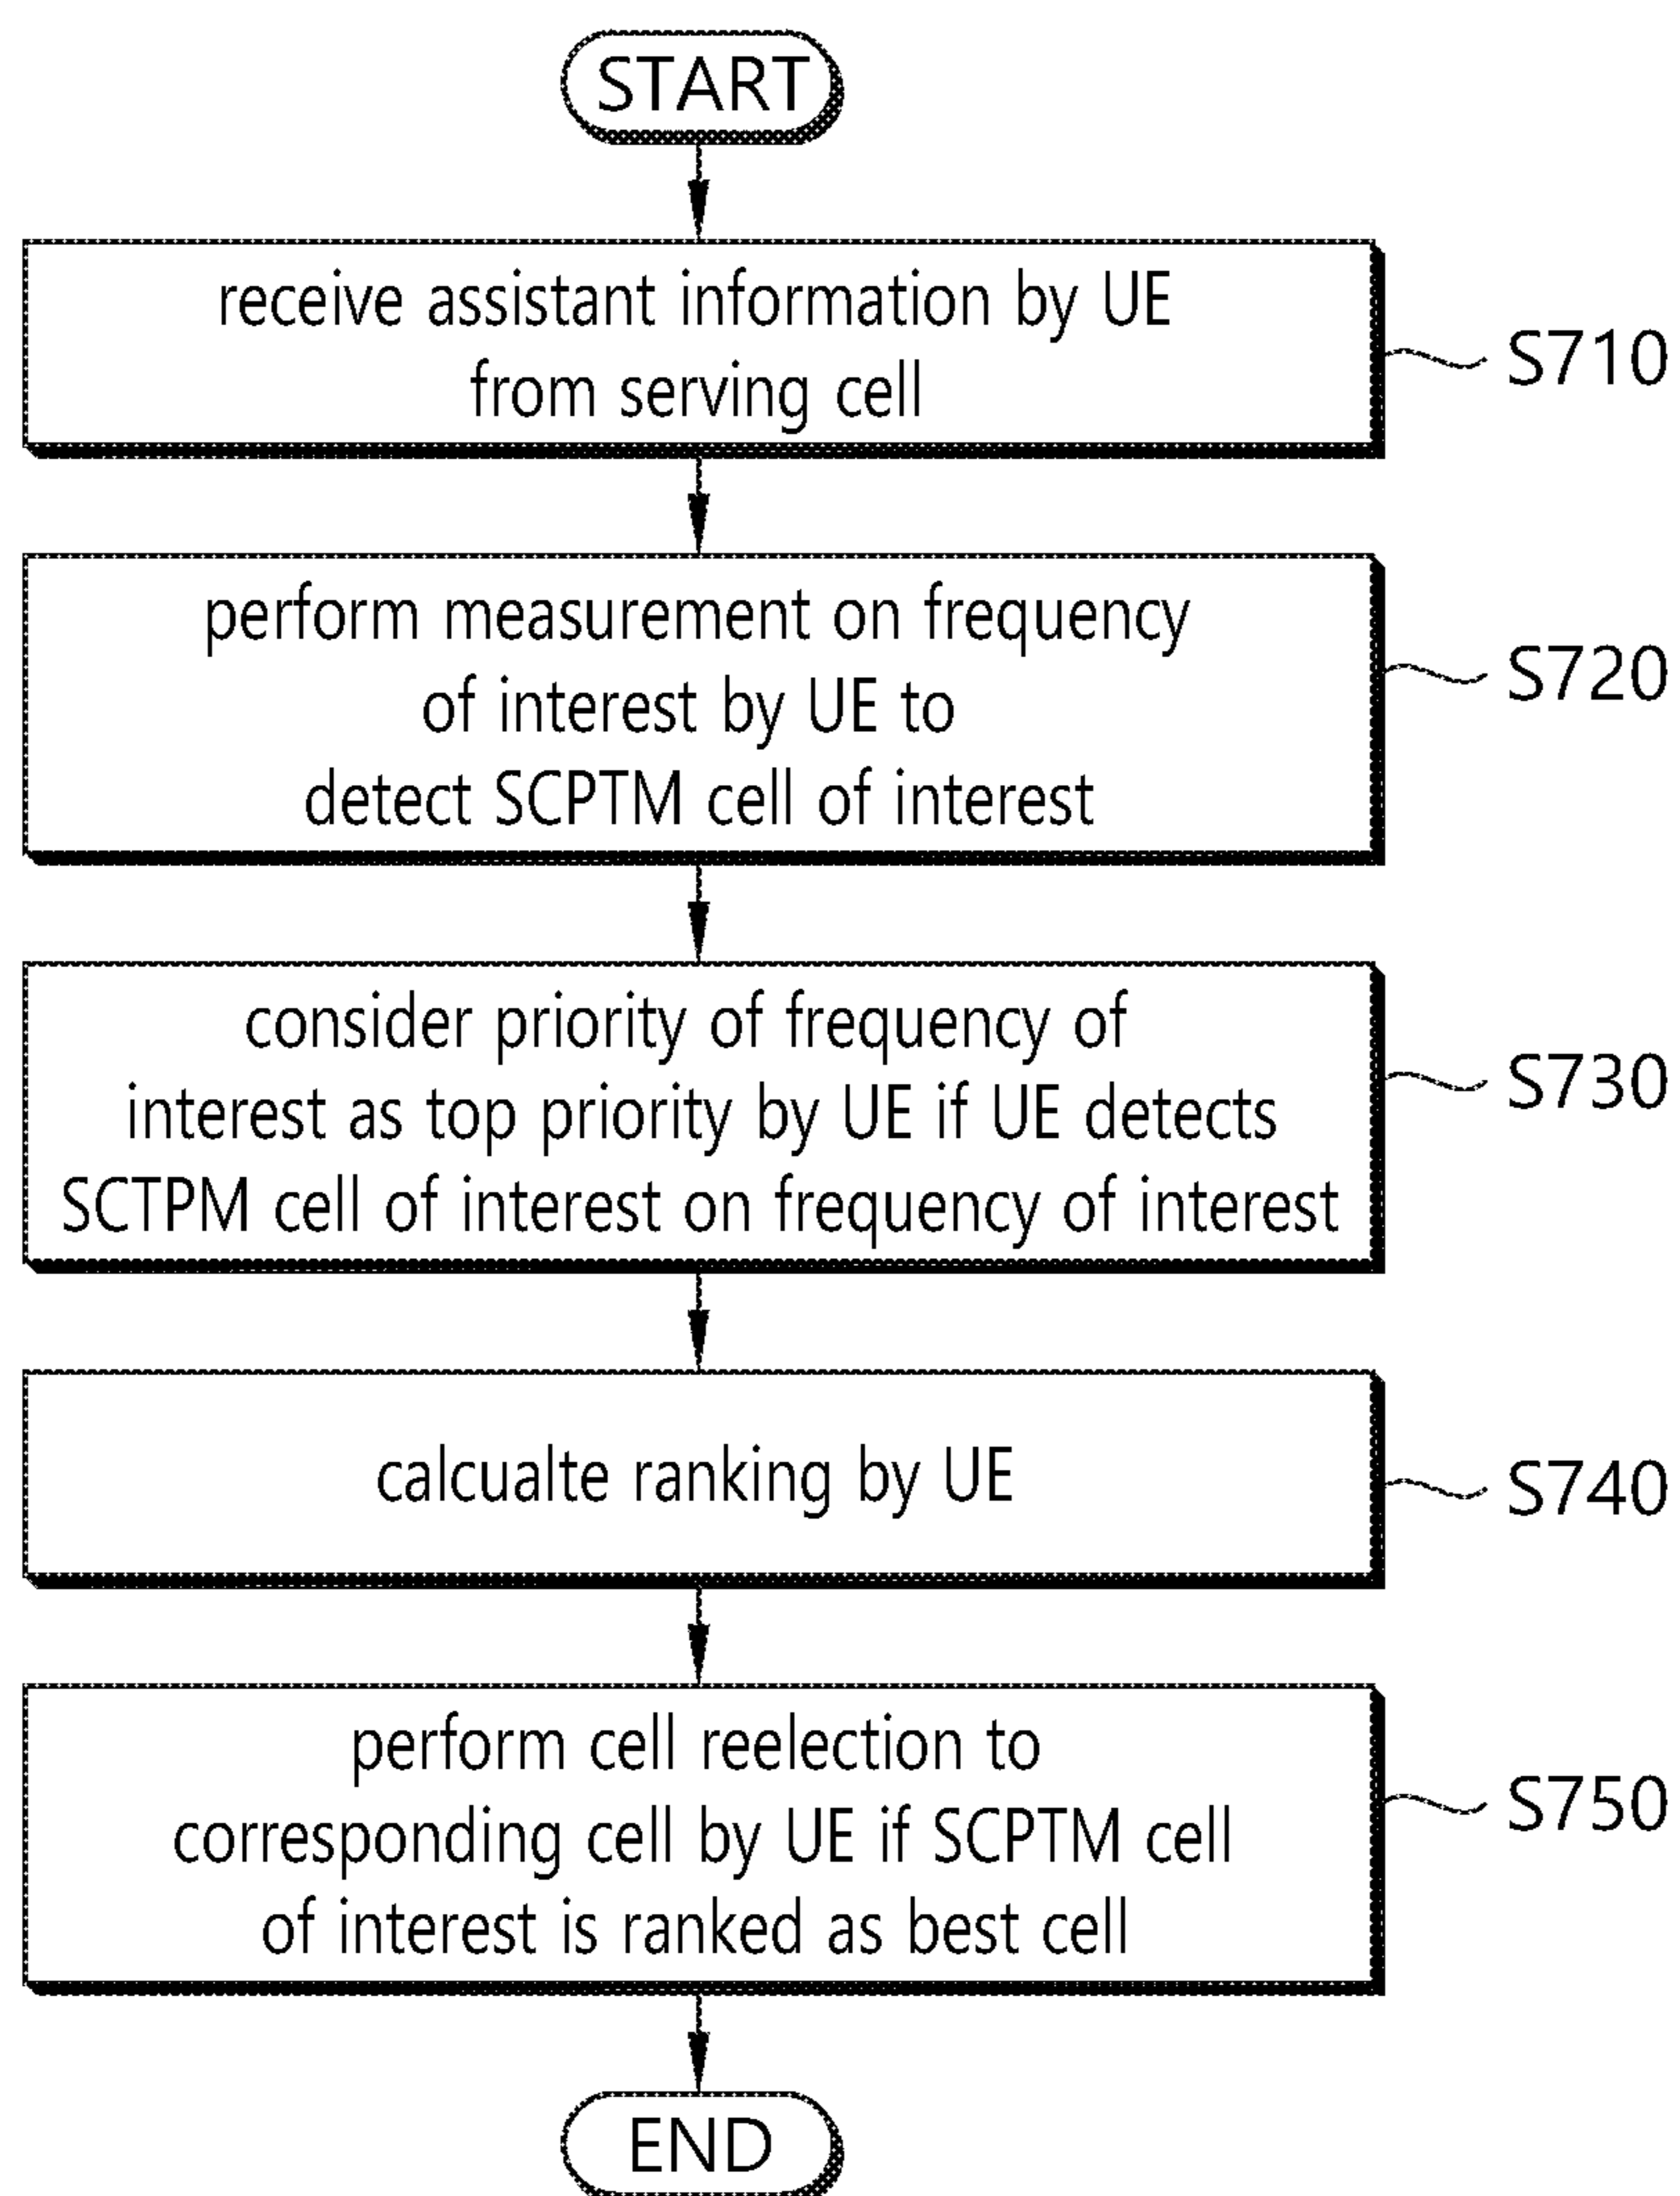 START
receive assistant information by UE
from serving cell
S710
perform measurement on frequency
of interest by UE to
detect SCPTM cell of interest
S720
consider priority of frequency of
interest as top priority by UE if UE detects
SCTPM cell of interest on frequency of interest
S730
calcualte ranking by UE
S740
perform cell reelection to
corresponding cell by UE if SCPTM cell
of interest is ranked as best cell
S750
END